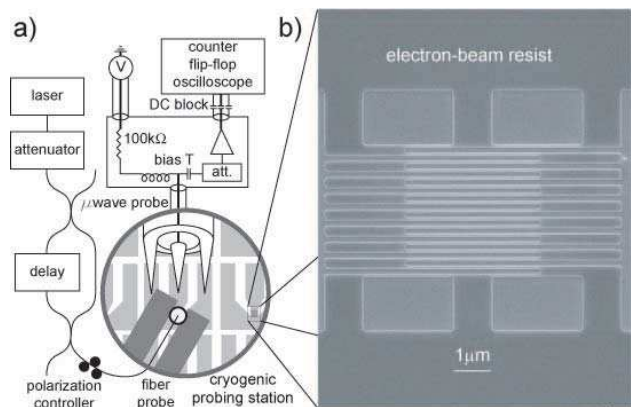 a)
V
counter
flip-flop
oscilloscope
DC block
laser
100kΩ
attenuator
bias T
att.
μwave probe
delay
polarization
controller
fiber
probe
cryogenic
probing station
b)
electron-beam resist
1μm